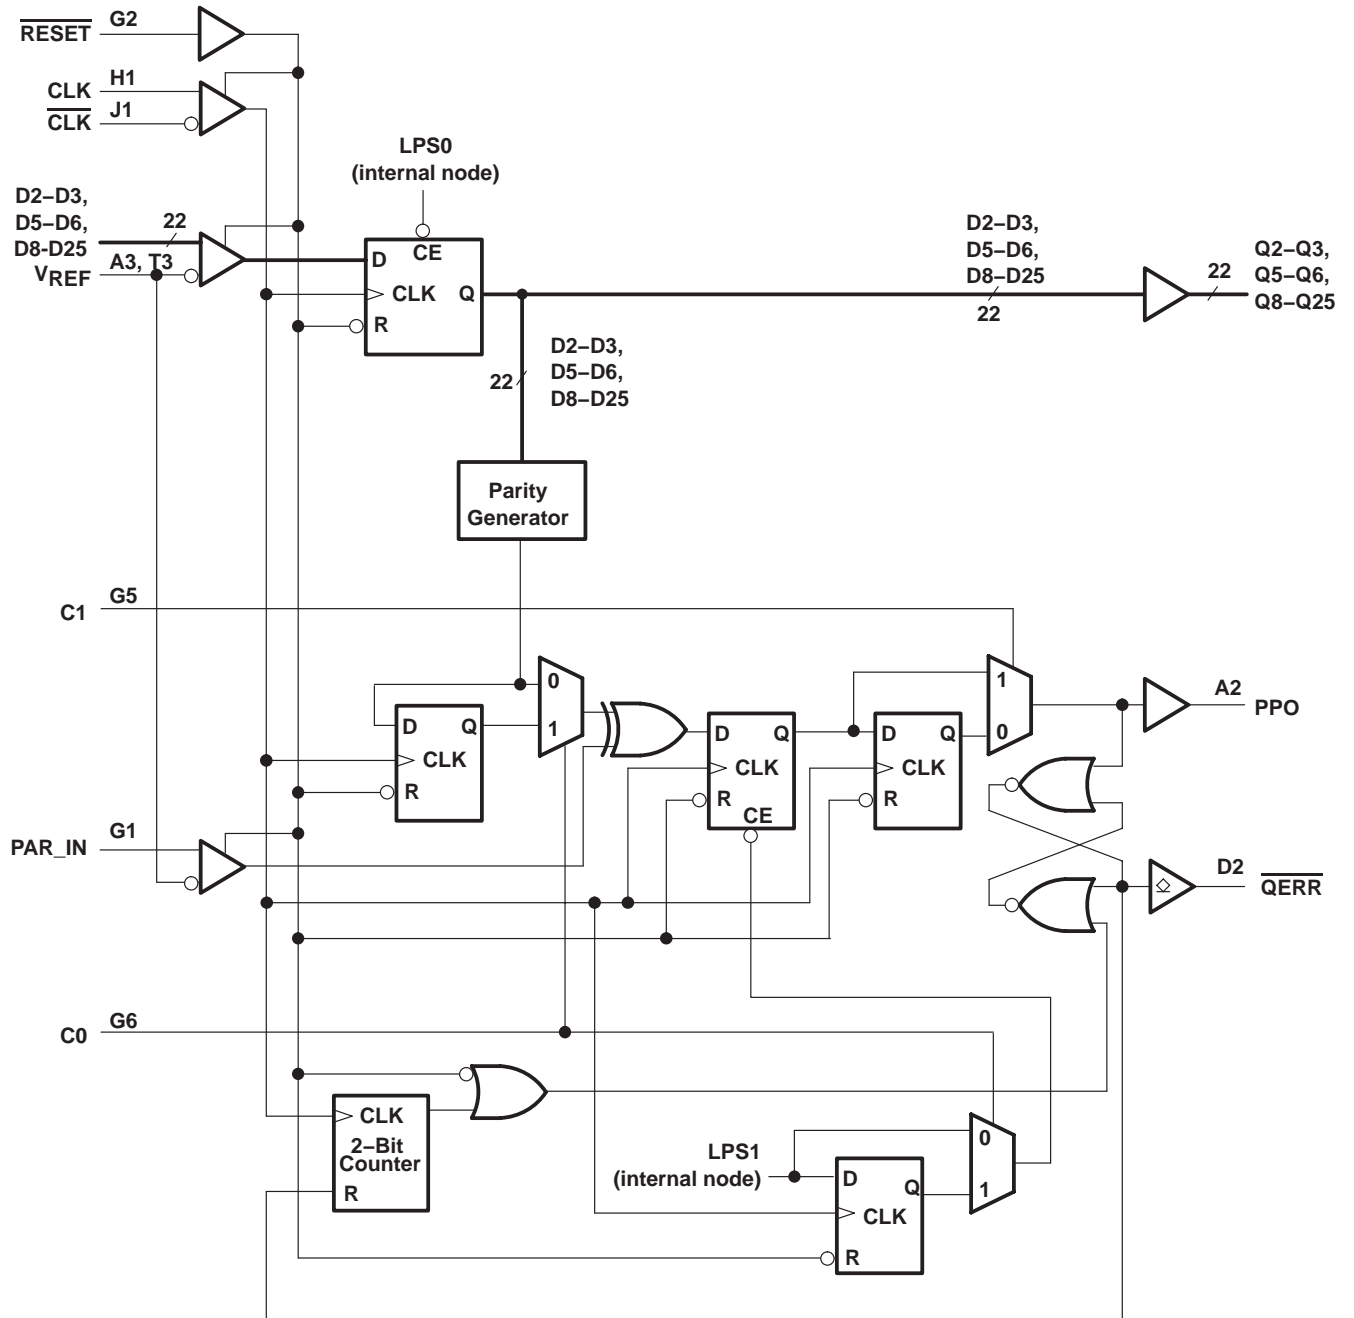 RESET G2
CLK H1
CLK J1
LPS0
(internal node)
D2–D3,
D5–D6,
D8-D25
22
VREF A3, T3
D
CE
CLK
Q
R
D2–D3,
D5–D6,
D8–D25
22
22
Q2–Q3,
Q5–Q6,
Q8–Q25
22
D2–D3,
D5–D6,
D8–D25
Parity
Generator
C1 G5
0
1
D
Q
CLK
R
D
Q
CLK
R
CE
D
Q
CLK
R
1
0
A2
PPO
PAR_IN G1
D2
QERR
C0 G6
CLK
2–Bit
Counter
R
LPS1
(internal node)
D
Q
CLK
R
0
1